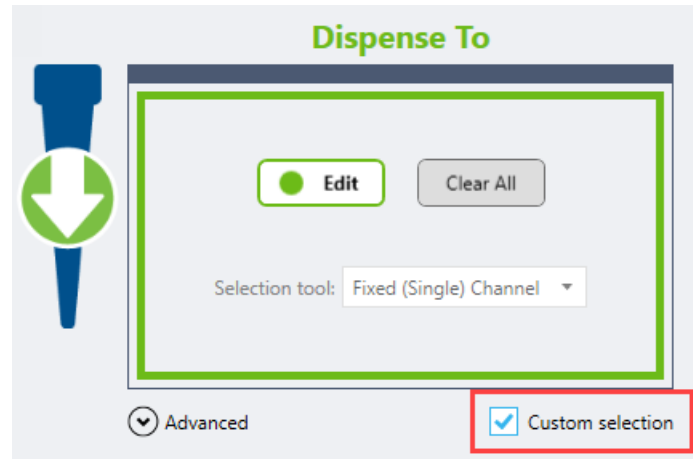 Dispense To
Edit
Clear All
Selection tool: Fixed (Single) Channel
Advanced
Custom selection